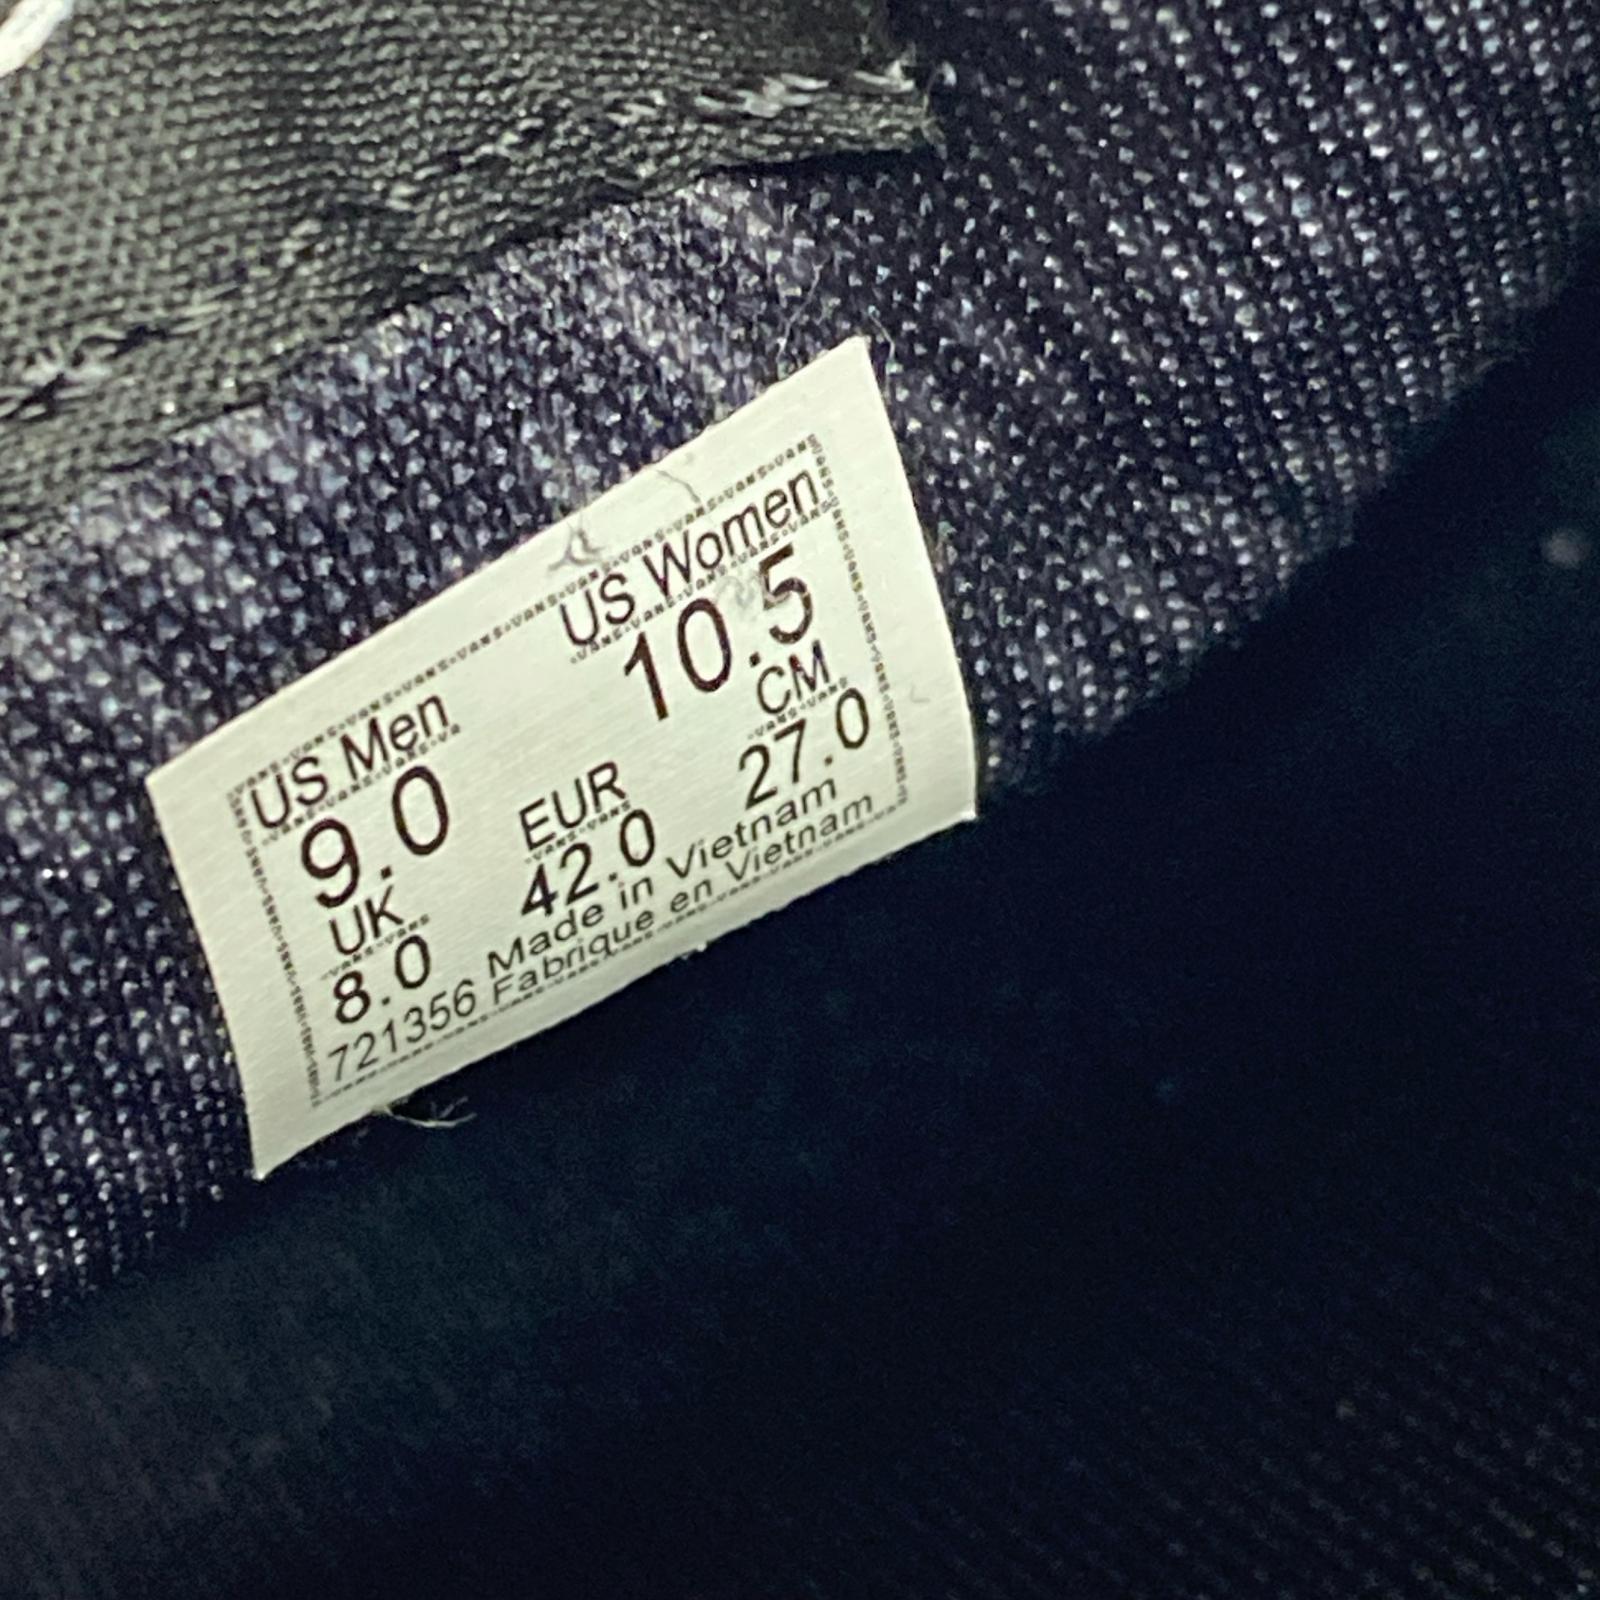 US Men US Women
9.0 10.5
UK EUR CM
8.0 42.0 27.0
721356 Made in Vietnam
Fabrique en Vietnam